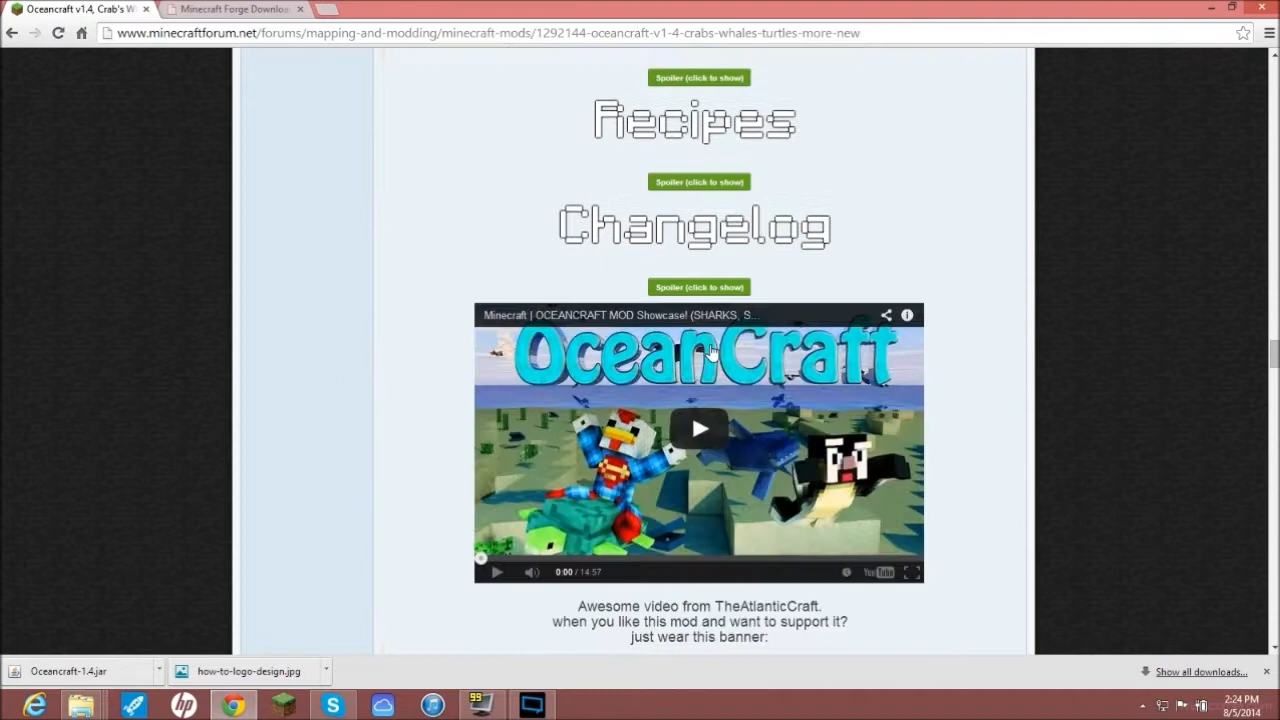 Oceancraft v1.4, Crab's W
Minecraft Forge Downloa
www.minecraftforum.net/forums/mapping-and-modding/minecraft-mods/1292144-oceancraft-v1-4-crabs-whales-turtles-more-new
Spoiler (click to show)
Recipes
Spoiler (click to show)
Changelog
Spoiler (click to show)
Minecraft | OCEANCRAFT MOD Showcase! (SHARKS, S...
OceanCraft
0:00 / 14:57
YouTube
Awesome video from TheAtlanticCraft.
when you like this mod and want to support it?
just wear this banner:
Oceancraft-1.4.jar
how-to-logo-design.jpg
Show all downloads...
hp
99
2:24 PM
8/5/2014